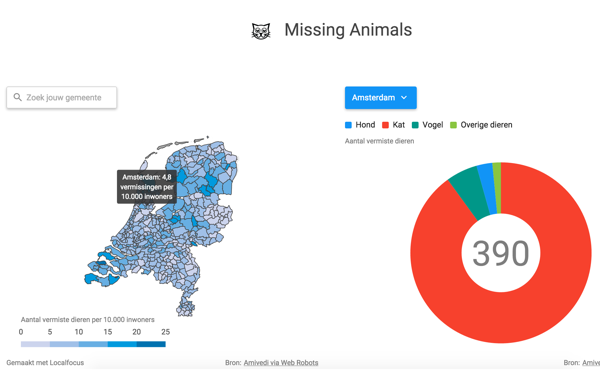 Missing Animals
Zoek jouw gemeente
Amsterdam: 4,8
vermissingen per
10.000 inwoners
Aantal vermiste dieren per 10.000 inwoners
0 5 10 15 20 25
Gemaakt met Localfocus
Bron: Amivedi via Web Robots
Amsterdam
Hond Kat Vogel Overige dieren
Aantal vermiste dieren
390
Bron: Amive